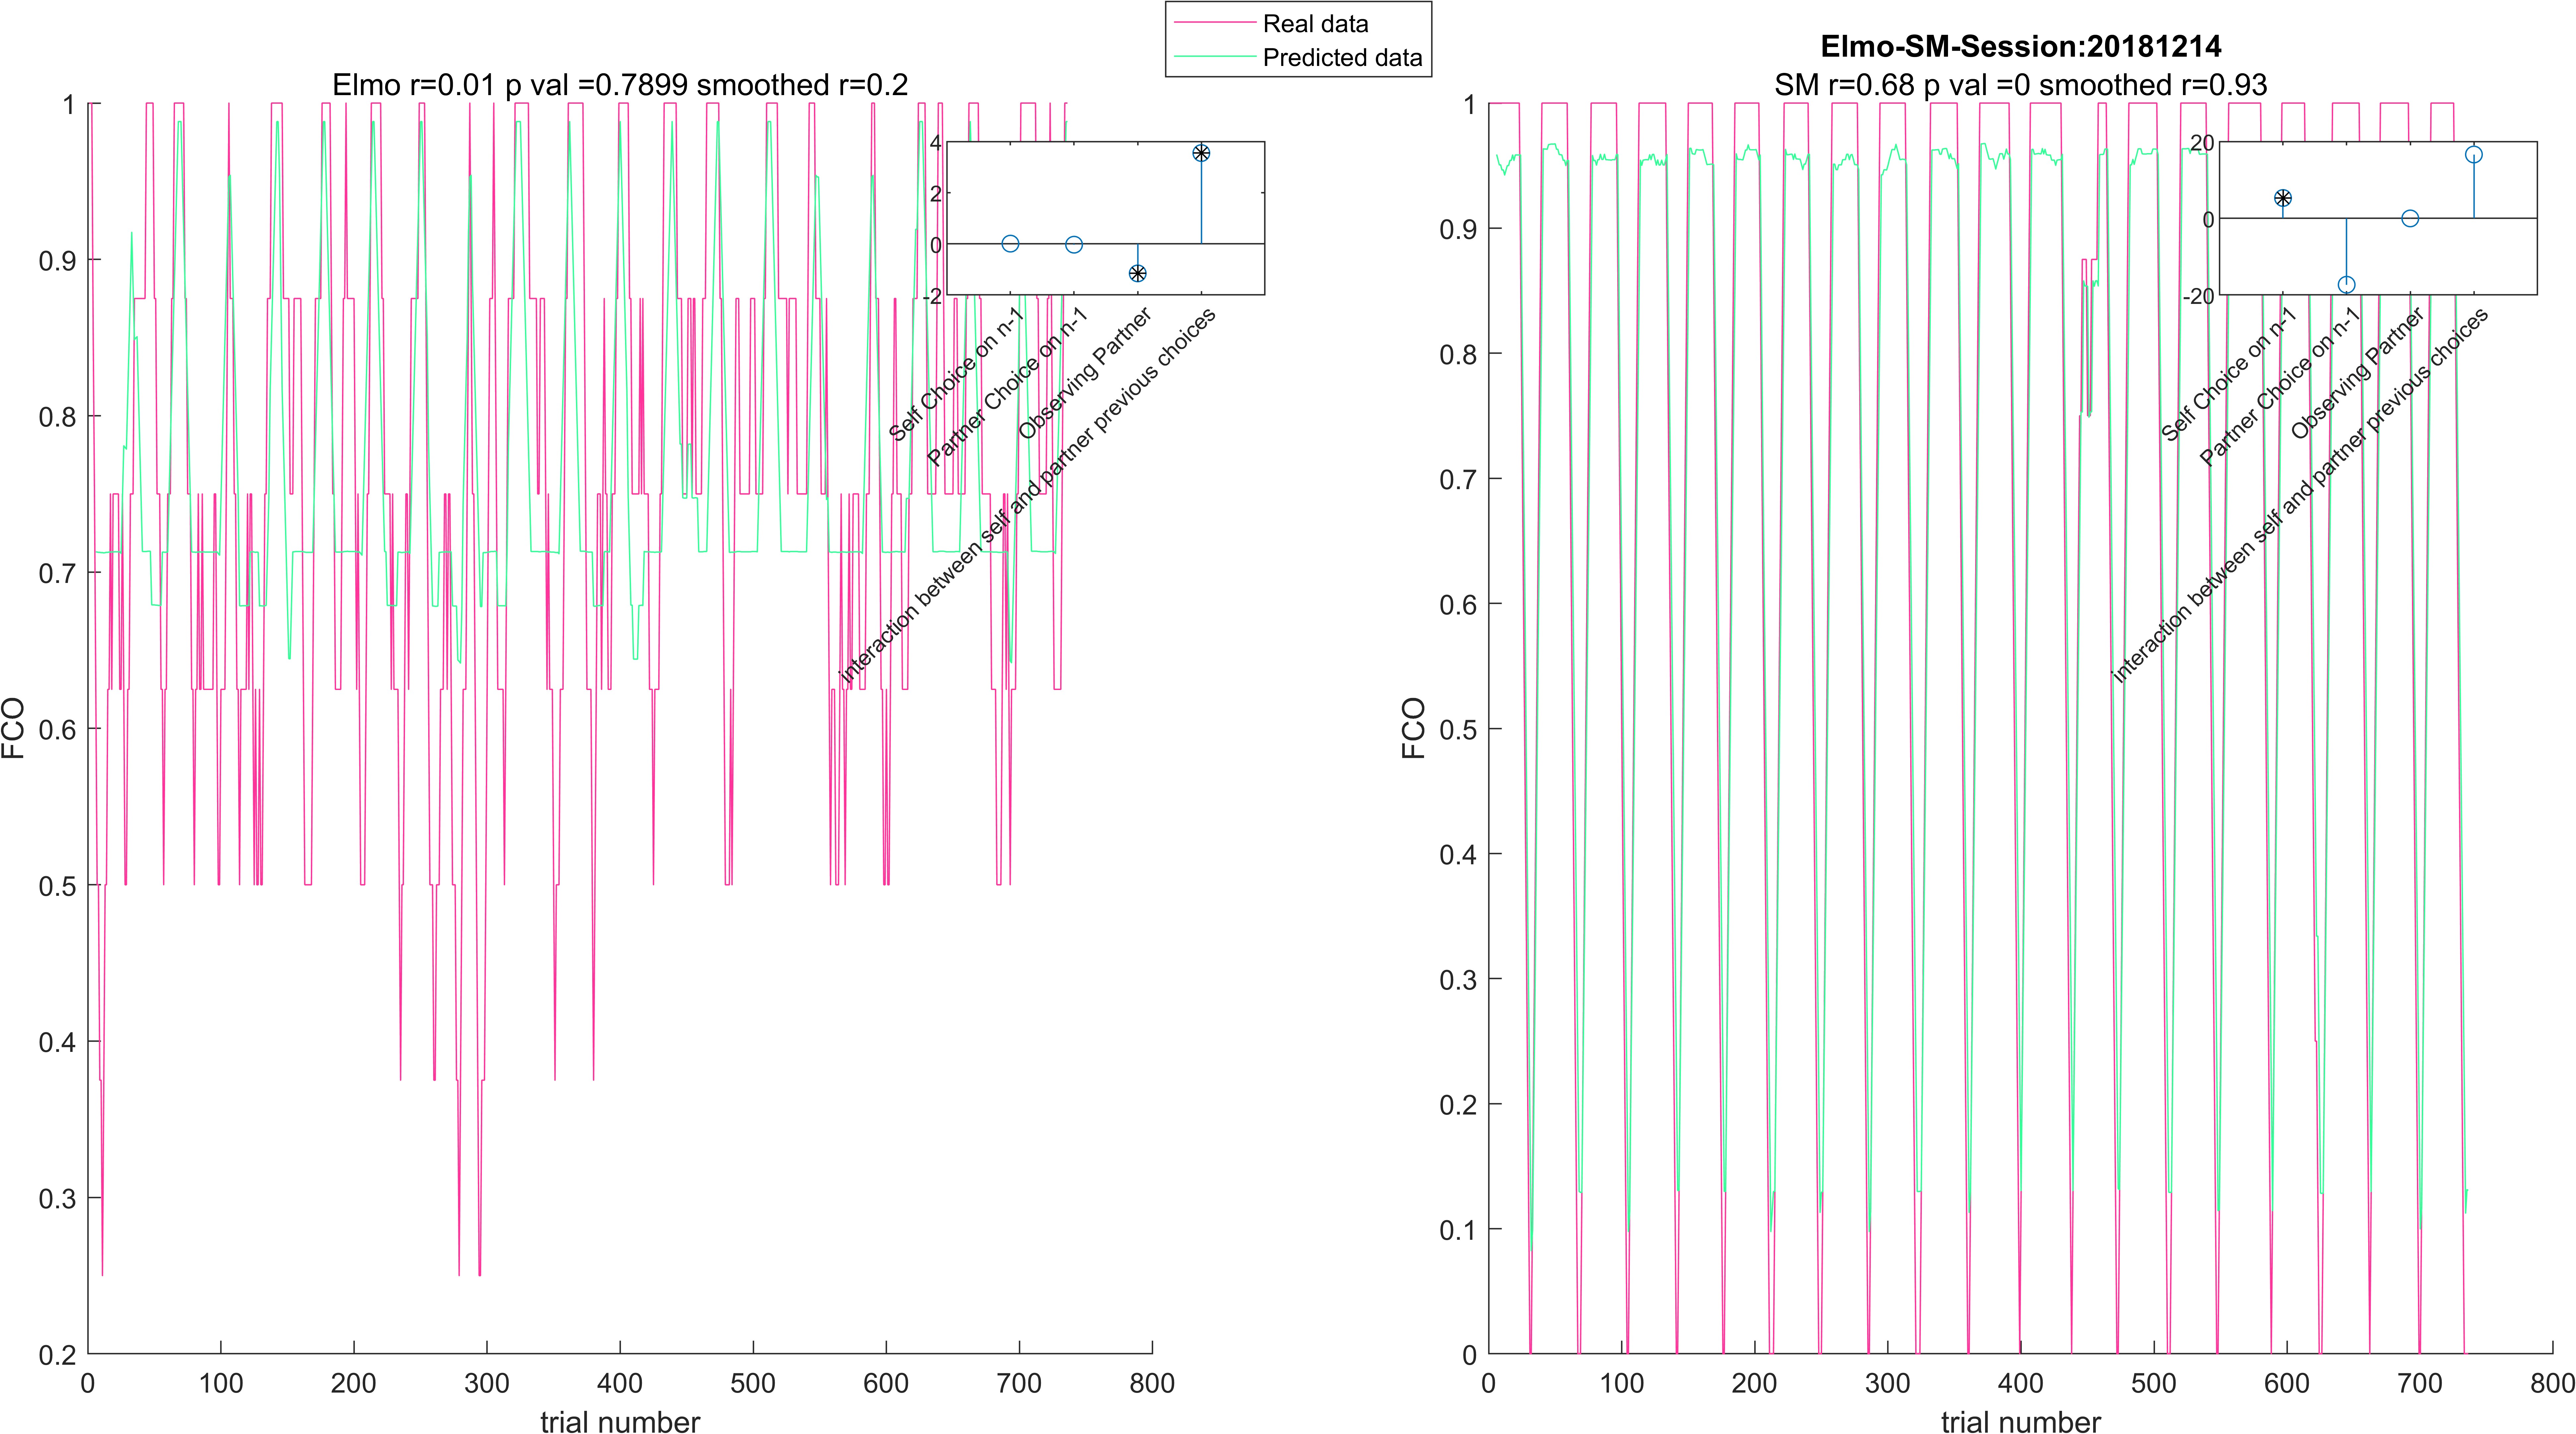 Real data
Predicted data
Elmo r=0.01 p val =0.7899 smoothed r=0.2
1
0.9
0.8
0.7
0.6
0.5
0.4
0.3
0.2
FCO
0 100 200 300 400 500 600 700 800
trial number
4
2
0
-2
Self Choice on n-1
Partner Choice on n-1
Observing Partner
interaction between self and partner previous choices
Elmo-SM-Session:20181214
SM r=0.68 p val =0 smoothed r=0.93
1
0.9
0.8
0.7
0.6
0.5
0.4
0.3
0.2
0.1
0
FCO
0 100 200 300 400 500 600 700 800
trial number
20
0
-20
Self Choice on n-1
Partner Choice on n-1
Observing Partner
interaction between self and partner previous choices